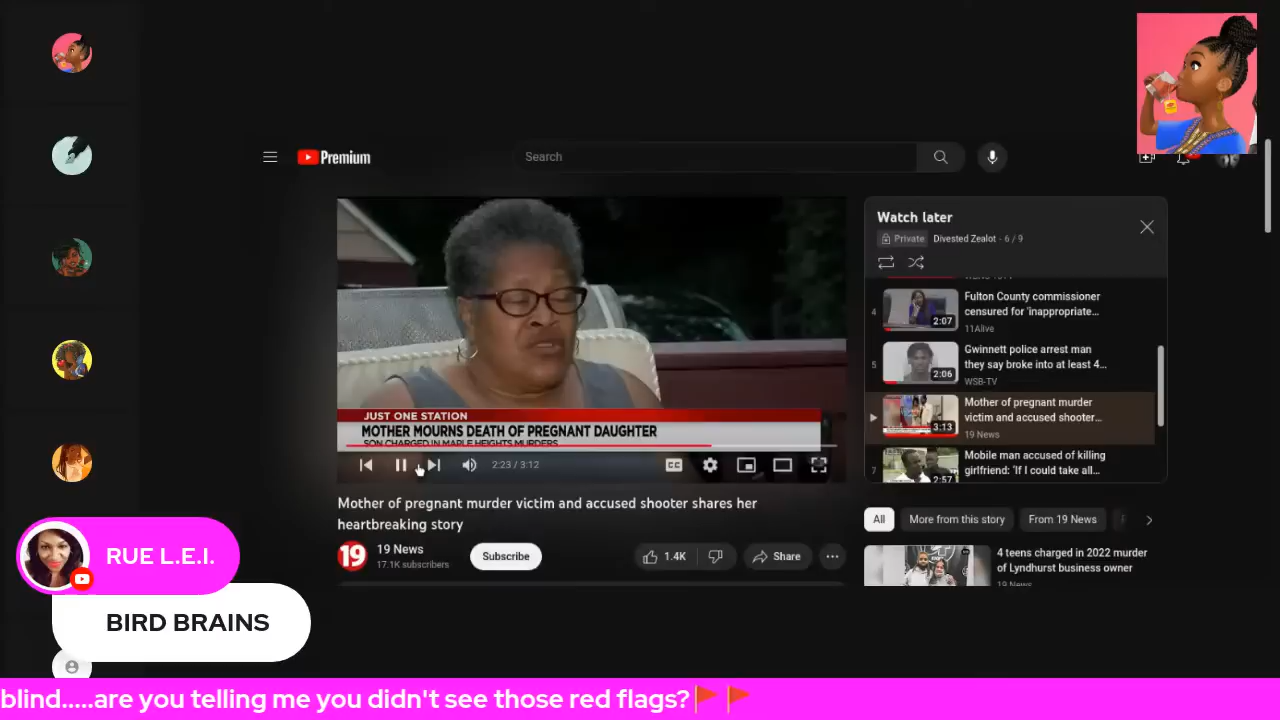 Premium
Search
JUST ONE STATION
MOTHER MOURNS DEATH OF PREGNANT DAUGHTER
SON CHARGED IN MAPLE HEIGHTS MURDERS
2:23 / 3:12
CC
Mother of pregnant murder victim and accused shooter shares her
heartbreaking story
19
19 News
17.1K subscribers
Subscribe
1.4K
Share
Watch later
Private
Divested Zealot - 6 / 9
4
2:07
Fulton County commissioner
censured for 'inappropriate...
11Alive
5
2:06
Gwinnett police arrest man
they say broke into at least 4...
WSB-TV
3:13
Mother of pregnant murder
victim and accused shooter...
19 News
7
2:57
Mobile man accused of killing
girlfriend: 'If I could take all...
All
More from this story
From 19 News
4 teens charged in 2022 murder
of Lyndhurst business owner
19 News
RUE L.E.I.
BIRD BRAINS
blind.....are you telling me you didn't see those red flags?🚩🚩